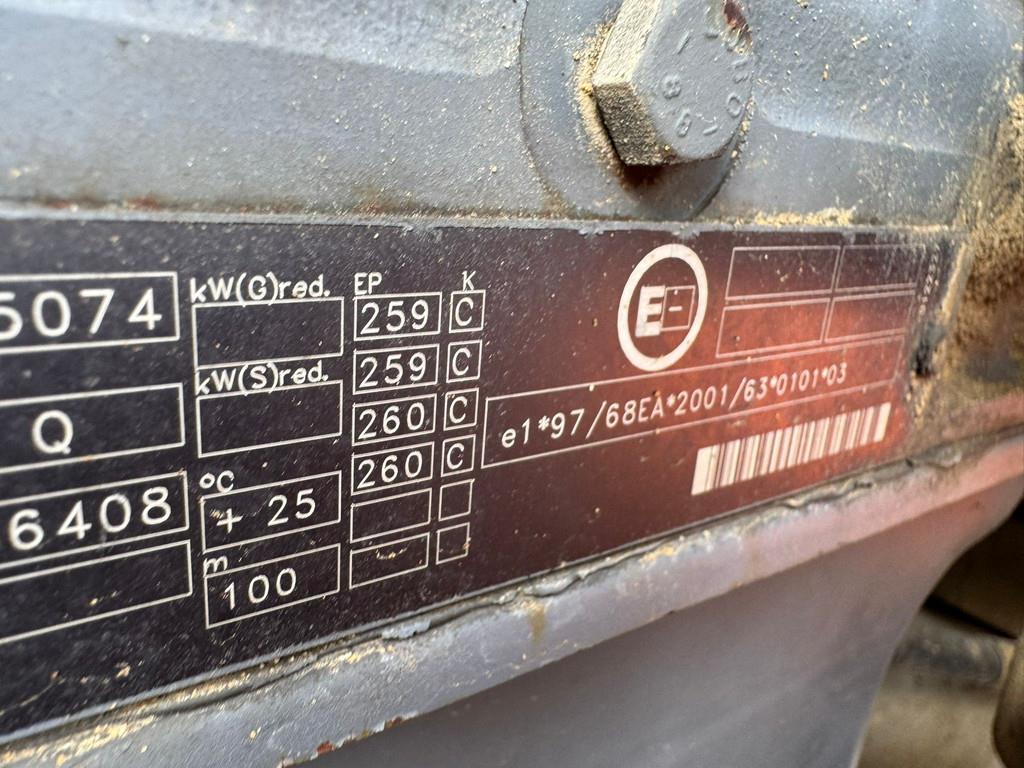 5074
Q
6408
kW(G)red.
kW(S)red.
°C
+ 25
m
100
EP K
259 C
259 C
260 C
260 C
E -
e1*97/68EA*2001/63*0101*03